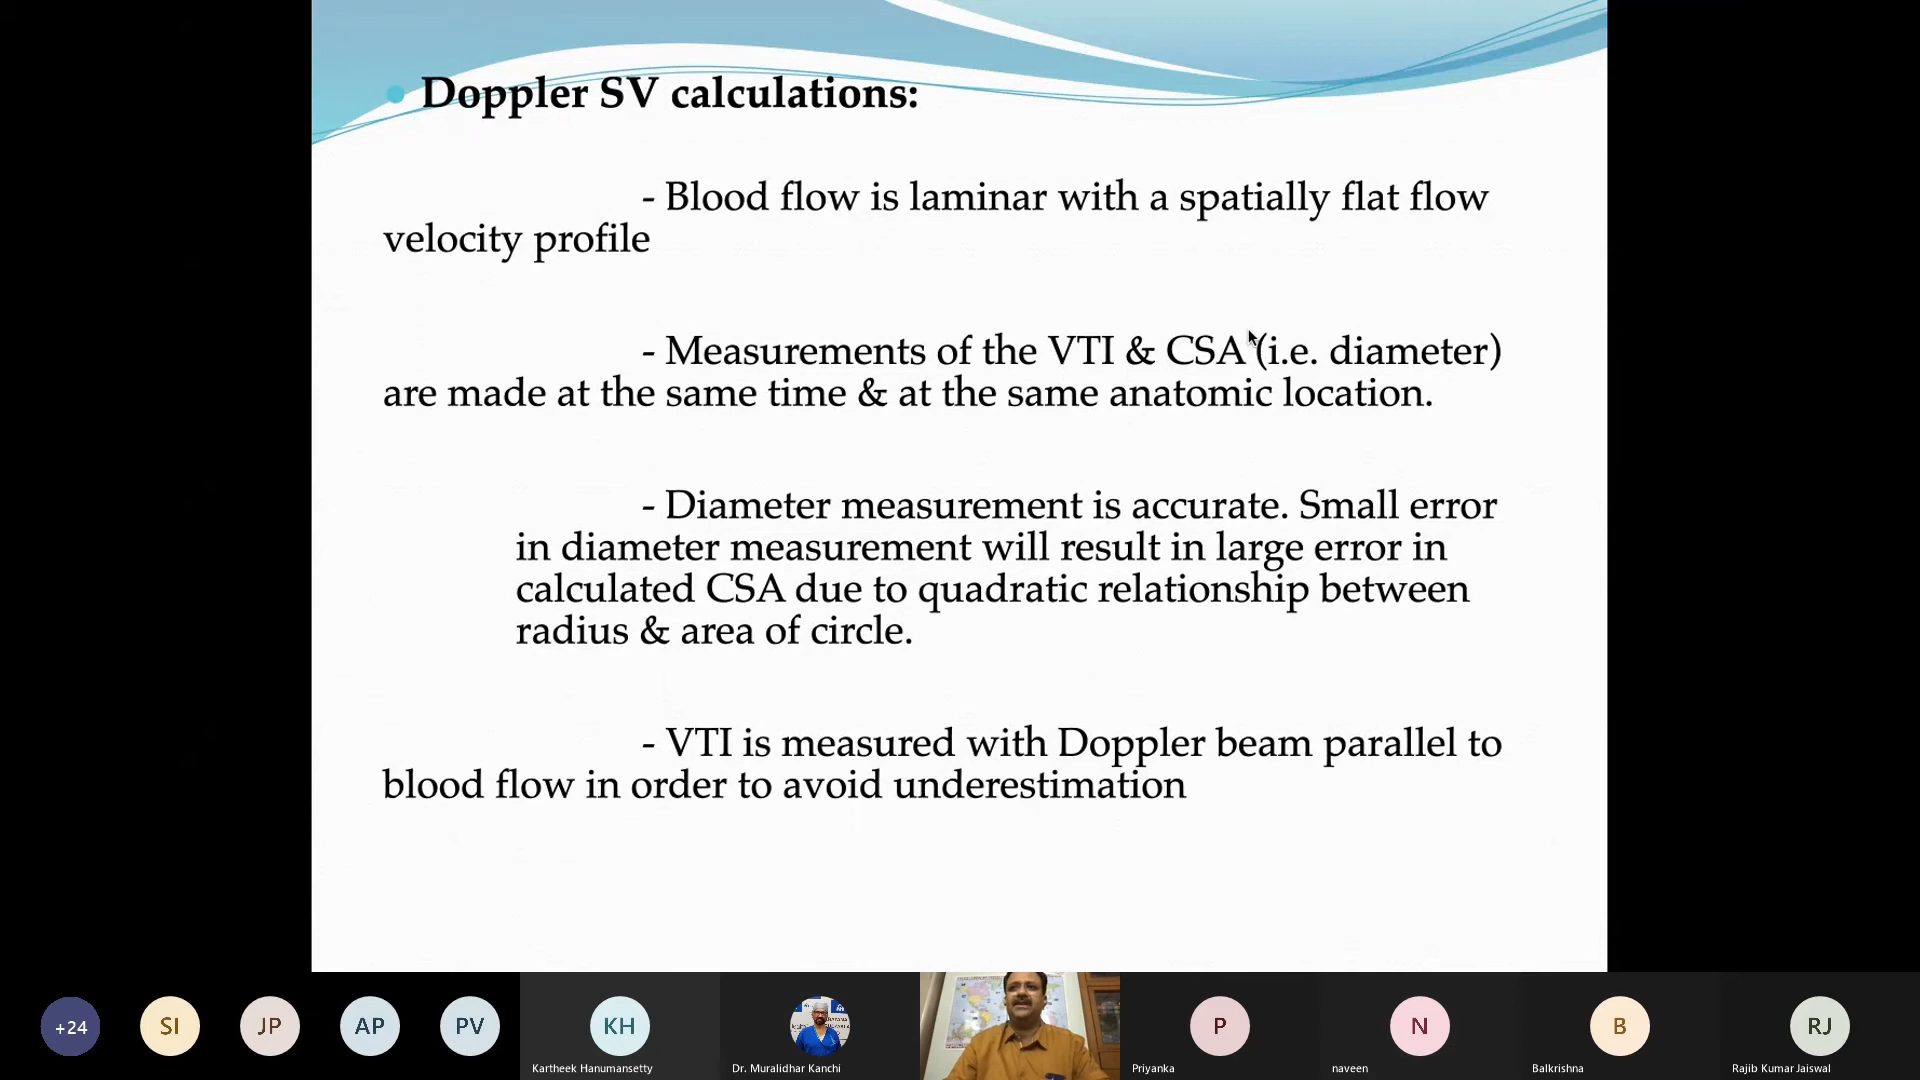 Doppler SV calculations:
- Blood flow is laminar with a spatially flat flow
velocity profile
- Measurements of the VTI & CSA (i.e. diameter)
are made at the same time & at the same anatomic location.
- Diameter measurement is accurate. Small error
in diameter measurement will result in large error in
calculated CSA due to quadratic relationship between
radius & area of circle.
- VTI is measured with Doppler beam parallel to
blood flow in order to avoid underestimation
+24
SI
JP
AP
PV
KH
P
N
B
RJ
Kartheek Hanumansetty
Dr. Muralidhar Kanchi
Priyanka
naveen
Balkrishna
Rajib Kumar Jaiswal